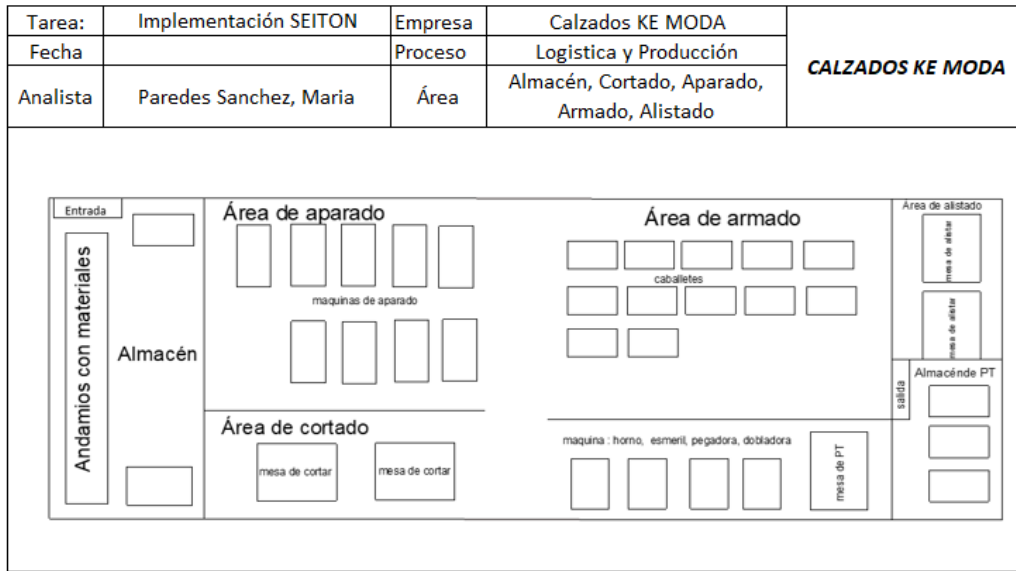 Tarea: Implementación SEITON Empresa Calzados KE MODA
Fecha Proceso Logistica y Producción
CALZADOS KE MODA
Analista Paredes Sanchez, Maria Área Almacén, Cortado, Aparado,
Armado, Alistado
Entrada
Andamios con materiales
Almacén
Área de aparado
maquinas de aparado
Área de cortado
mesa de cortar
mesa de cortar
Área de armado
caballetes
maquina : horno, esmeril, pegadora, dobladora
mesa de PT
Área de alistado
mesa de alistar
mesa de alistar
salida
Almacénde PT